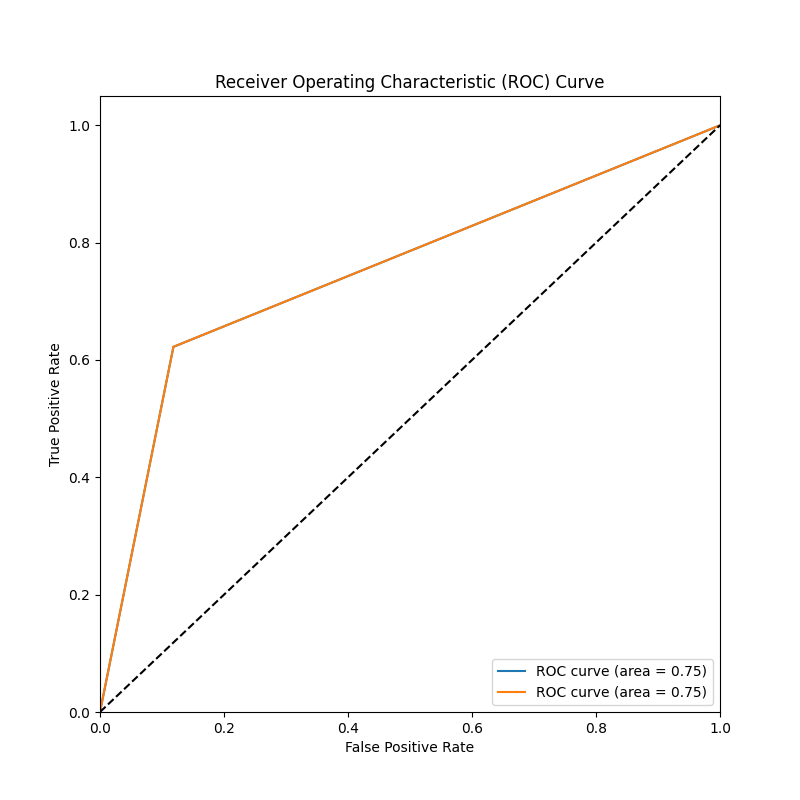 Receiver Operating Characteristic (ROC) Curve
1.0
0.8
0.6
0.4
0.2
0.0
True Positive Rate
0.0 0.2 0.4 0.6 0.8 1.0
False Positive Rate
ROC curve (area = 0.75)
ROC curve (area = 0.75)